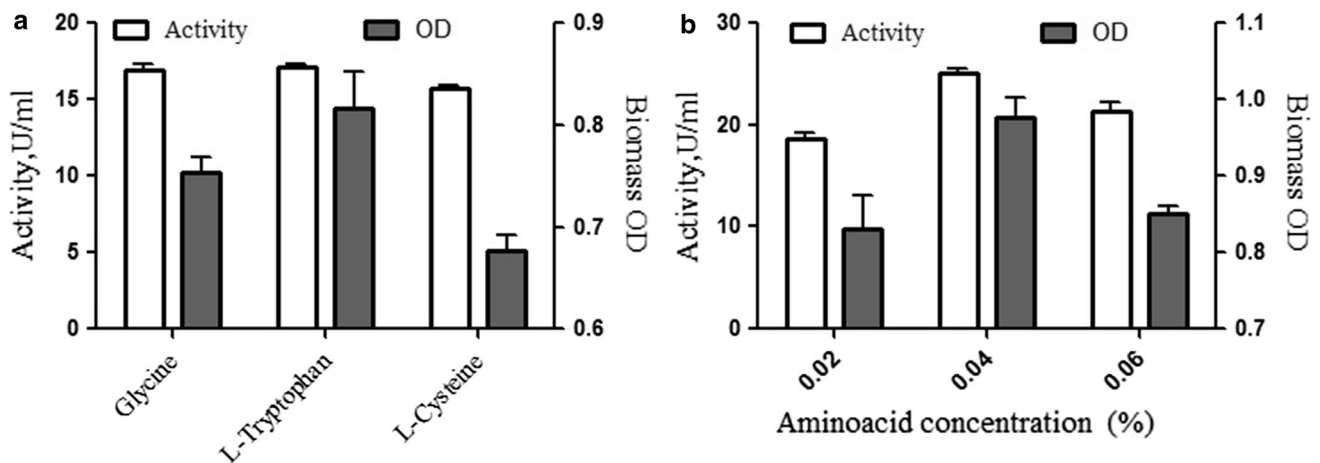 a
Activity
OD
20
15
10
5
0
Activity,U/ml
0.9
0.8
0.7
0.6
Biomass OD
Glycine
L-Tryptophan
L-Cysteine
b
Activity
OD
30
20
10
0
Activity,U/ml
1.1
1.0
0.9
0.8
0.7
Biomass OD
0.02
0.04
0.06
Aminoacid concentration (%)